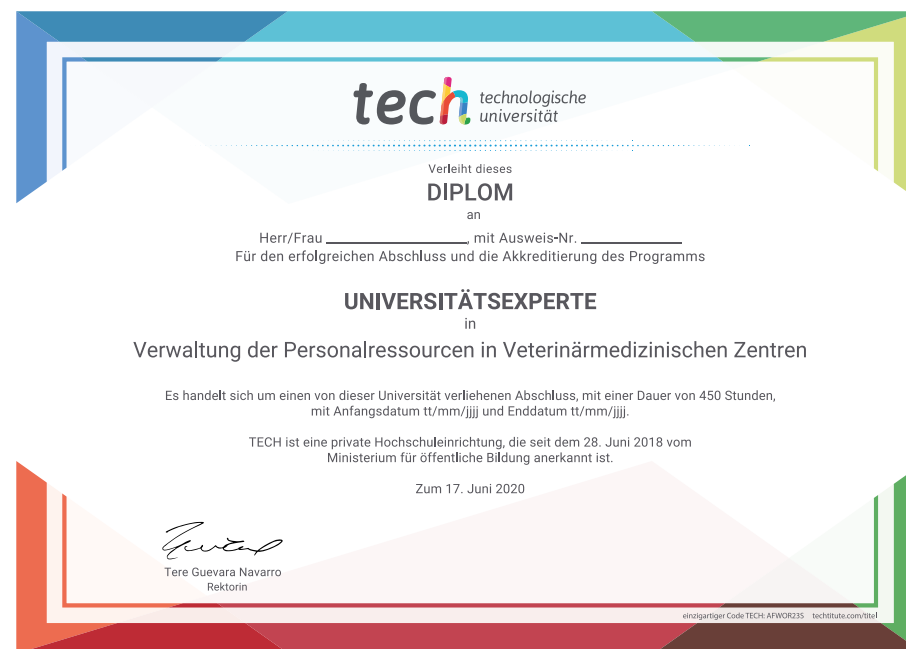 tech technologische
universität
Verleiht dieses
DIPLOM
an
Herr/Frau ____________________, mit Ausweis-Nr. ______________
Für den erfolgreichen Abschluss und die Akkreditierung des Programms
UNIVERSITÄTSEXPERTE
in
Verwaltung der Personalressourcen in Veterinärmedizinischen Zentren
Es handelt sich um einen von dieser Universität verliehenen Abschluss, mit einer Dauer von 450 Stunden,
mit Anfangsdatum tt/mm/jjjj und Enddatum tt/mm/jjjj.
TECH ist eine private Hochschuleinrichtung, die seit dem 28. Juni 2018 vom
Ministerium für öffentliche Bildung anerkannt ist.
Zum 17. Juni 2020
Tere Guevara Navarro
Rektorin
einzigartiger Code TECH: AFWOR23S techtitute.com/titel